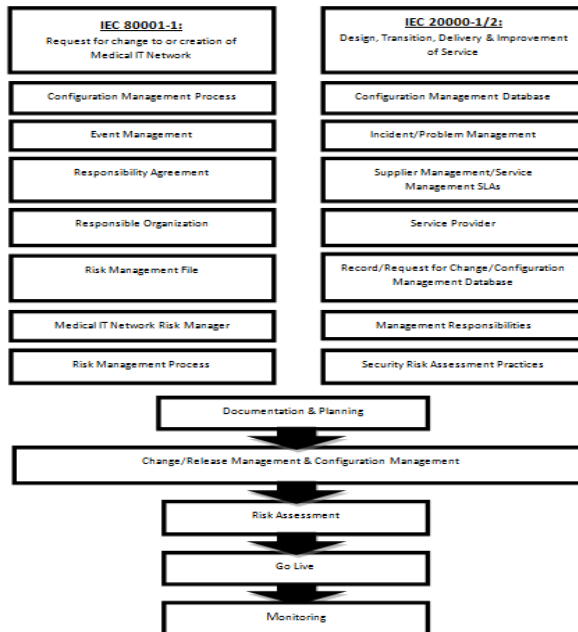 IEC 80001-1:
Request for change to or creation of
Medical IT Network
Configuration Management Process
Event Management
Responsibility Agreement
Responsible Organization
Risk Management File
Medical IT Network Risk Manager
Risk Management Process
IEC 20000-1/2:
Design, Transition, Delivery & Improvement
of Service
Configuration Management Database
Incident/Problem Management
Supplier Management/Service
Management SLAs
Service Provider
Record/Request for Change/Configuration
Management Database
Management Responsibilities
Security Risk Assessment Practices
Documentation & Planning
Change/Release Management & Configuration Management
Risk Assessment
Go Live
Monitoring